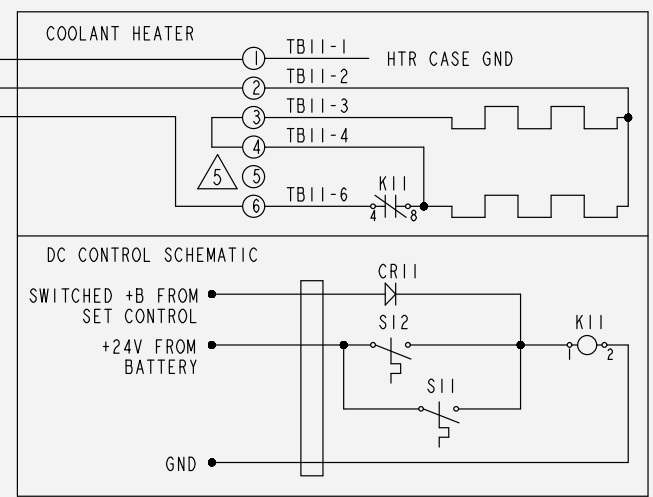 COOLANT HEATER
1 TB11-1 HTR CASE GND
2 TB11-2
3 TB11-3
4 TB11-4
5 5
K11
6 TB11-6 4 8
DC CONTROL SCHEMATIC
CR11
SWITCHED +B FROM
SET CONTROL
S12 K11
+24V FROM
BATTERY
1 2
S11
GND